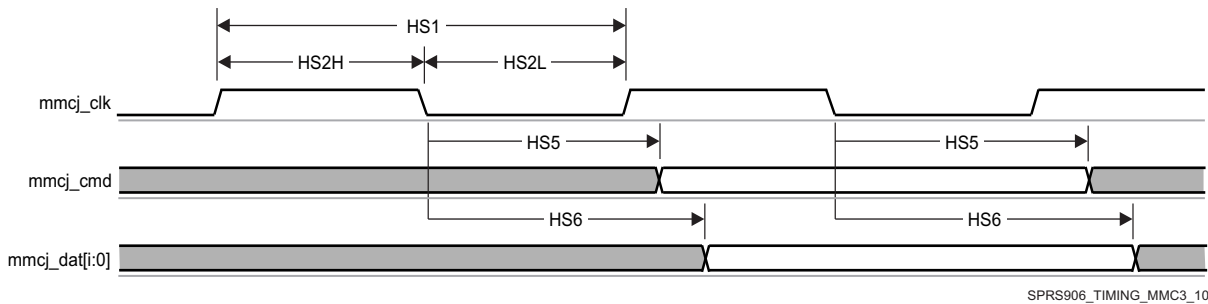 HS1
HS2H HS2L
mmcj_clk
HS5 HS5
mmcj_cmd
HS6 HS6
mmcj_dat[i:0]
SPRS906_TIMING_MMC3_10